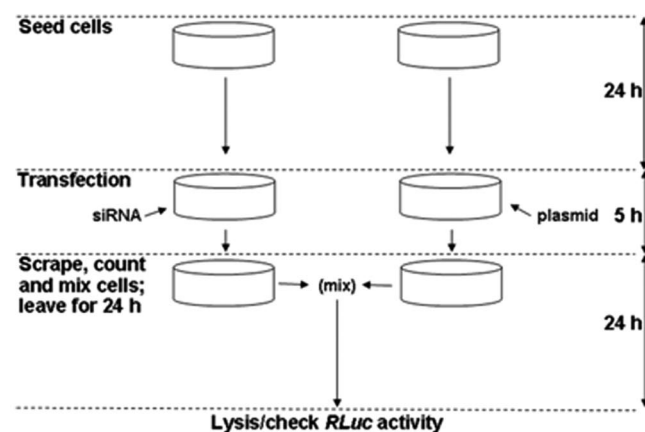 Seed cells
24 h
Transfection
siRNA
plasmid
5 h
Scrape, count
and mix cells;
leave for 24 h
(mix)
24 h
Lysis/check RLuc activity